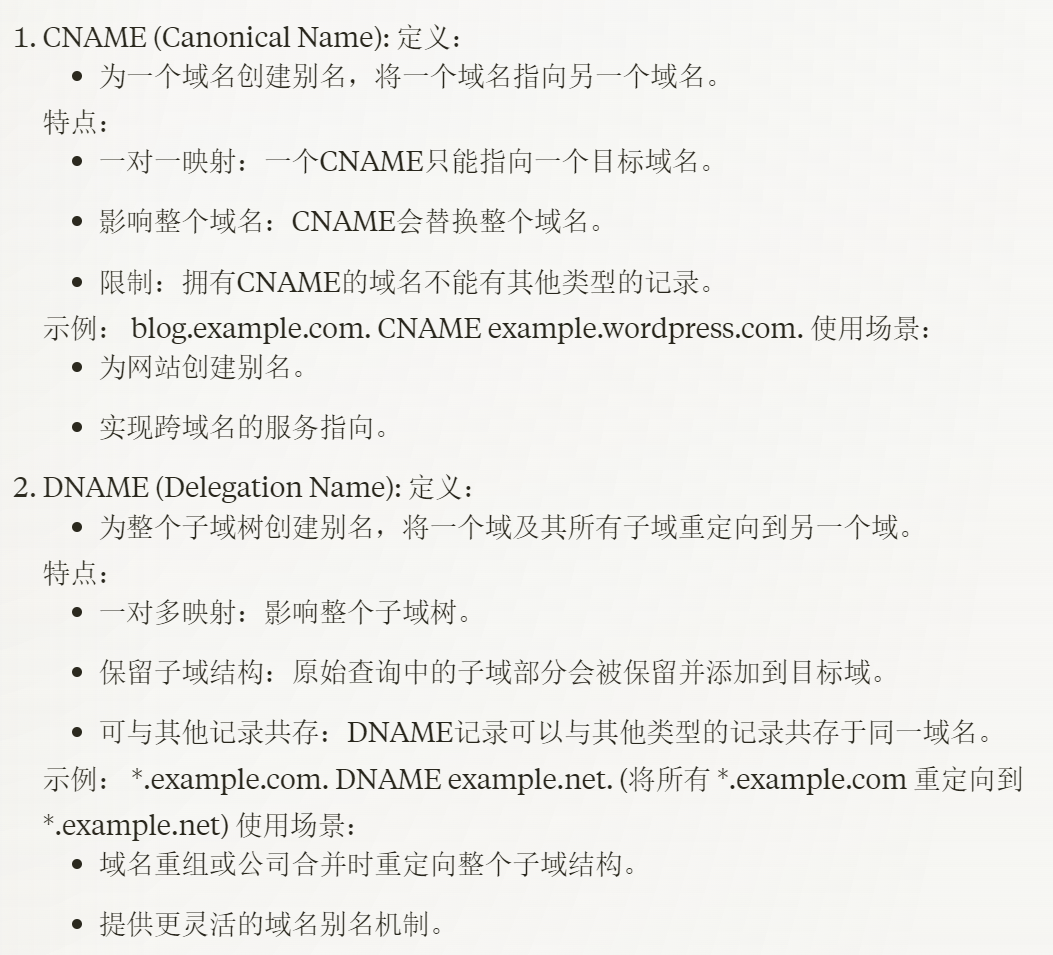 1. CNAME (Canonical Name): 定义：
• 为一个域名创建别名，将一个域名指向另一个域名。
特点：
• 一对一映射：一个CNAME只能指向一个目标域名。
• 影响整个域名：CNAME会替换整个域名。
• 限制：拥有CNAME的域名不能有其他类型的记录。
示例： blog.example.com. CNAME example.wordpress.com. 使用场景：
• 为网站创建别名。
• 实现跨域名的服务指向。
2. DNAME (Delegation Name): 定义：
• 为整个子域树创建别名，将一个域及其所有子域重定向到另一个域。
特点：
• 一对多映射：影响整个子域树。
• 保留子域结构：原始查询中的子域部分会被保留并添加到目标域。
• 可与其他记录共存：DNAME记录可以与其他类型的记录共存于同一域名。
示例： *.example.com. DNAME example.net. (将所有 *.example.com 重定向到
*.example.net) 使用场景：
• 域名重组或公司合并时重定向整个子域结构。
• 提供更灵活的域名别名机制。